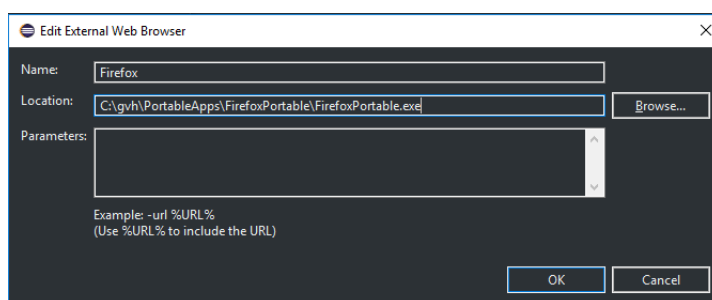 Edit External Web Browser
Name: Firefox
Location: C:\gvh\PortableApps\FirefoxPortable\FirefoxPortable.exe Browse...
Parameters:
Example: -url %URL%
(Use %URL% to include the URL)
OK Cancel